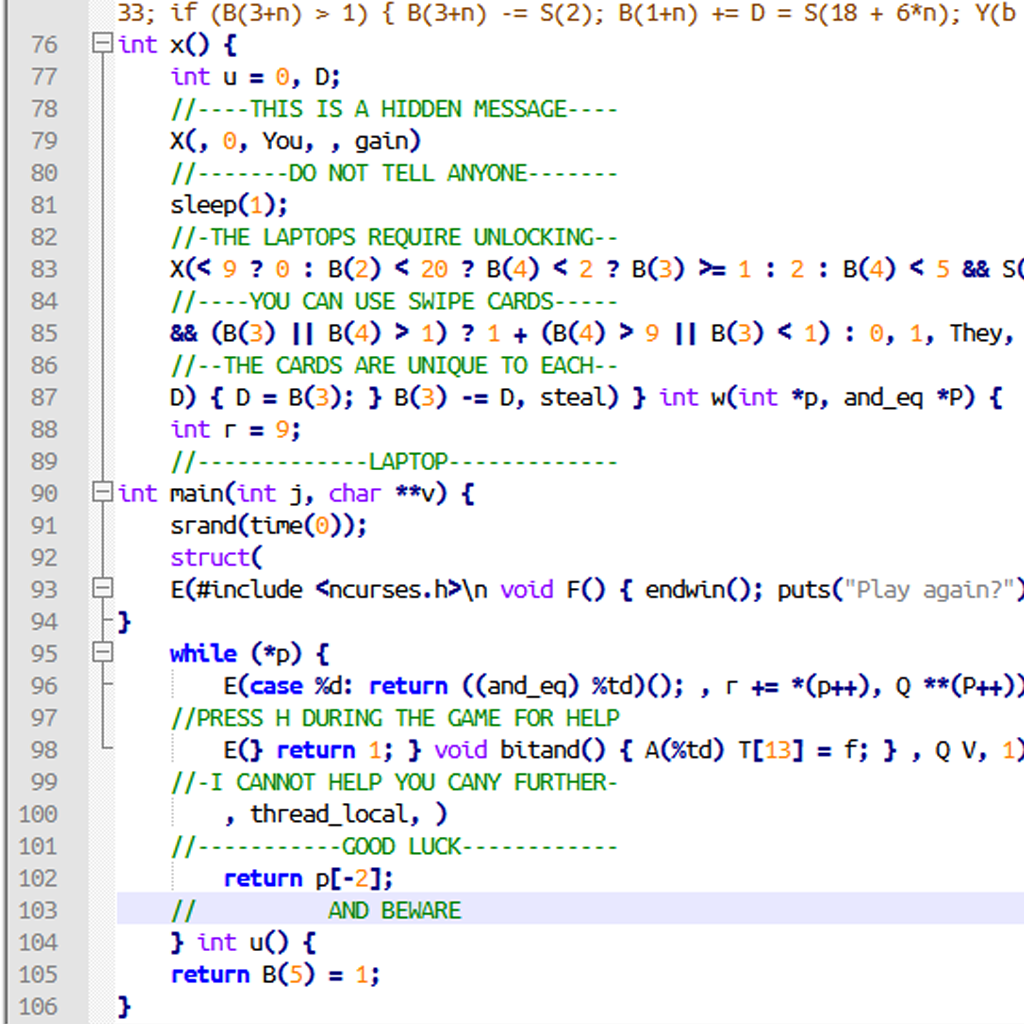 33; if (B(3+n) > 1) { B(3+n) -= S(2); B(1+n) += D = S(18 + 6*n); Y(b
76 int x() {
77 int u = 0, D;
78 //----THIS IS A HIDDEN MESSAGE----
79 X(, 0, You, , gain)
80 //-------DO NOT TELL ANYONE-------
81 sleep(1);
82 //-THE LAPTOPS REQUIRE UNLOCKING--
83 X(< 9 ? 0 : B(2) < 20 ? B(4) < 2 ? B(3) >= 1 : 2 : B(4) < 5 && S(
84 //----YOU CAN USE SWIPE CARDS-----
85 && (B(3) || B(4) > 1) ? 1 + (B(4) > 9 || B(3) < 1) : 0, 1, They,
86 //--THE CARDS ARE UNIQUE TO EACH--
87 D) { D = B(3); } B(3) -= D, steal) } int w(int *p, and_eq *P) {
88 int r = 9;
89 //-------------LAPTOP-------------
90 int main(int j, char **v) {
91 srand(time(0));
92 struct(
93 E(#include <ncurses.h>\n void F() { endwin(); puts("Play again?")
94 }
95 while (*p) {
96 E(case %d: return ((and_eq) %td)(); , r += *(p++), Q **(P++))
97 //PRESS H DURING THE GAME FOR HELP
98 E(} return 1; } void bitand() { A(%td) T[13] = f; } , Q V, 1)
99 //-I CANNOT HELP YOU CANY FURTHER-
100 , thread_local, )
101 //-----------GOOD LUCK------------
102 return p[-2];
103 // AND BEWARE
104 } int u() {
105 return B(5) = 1;
106 }